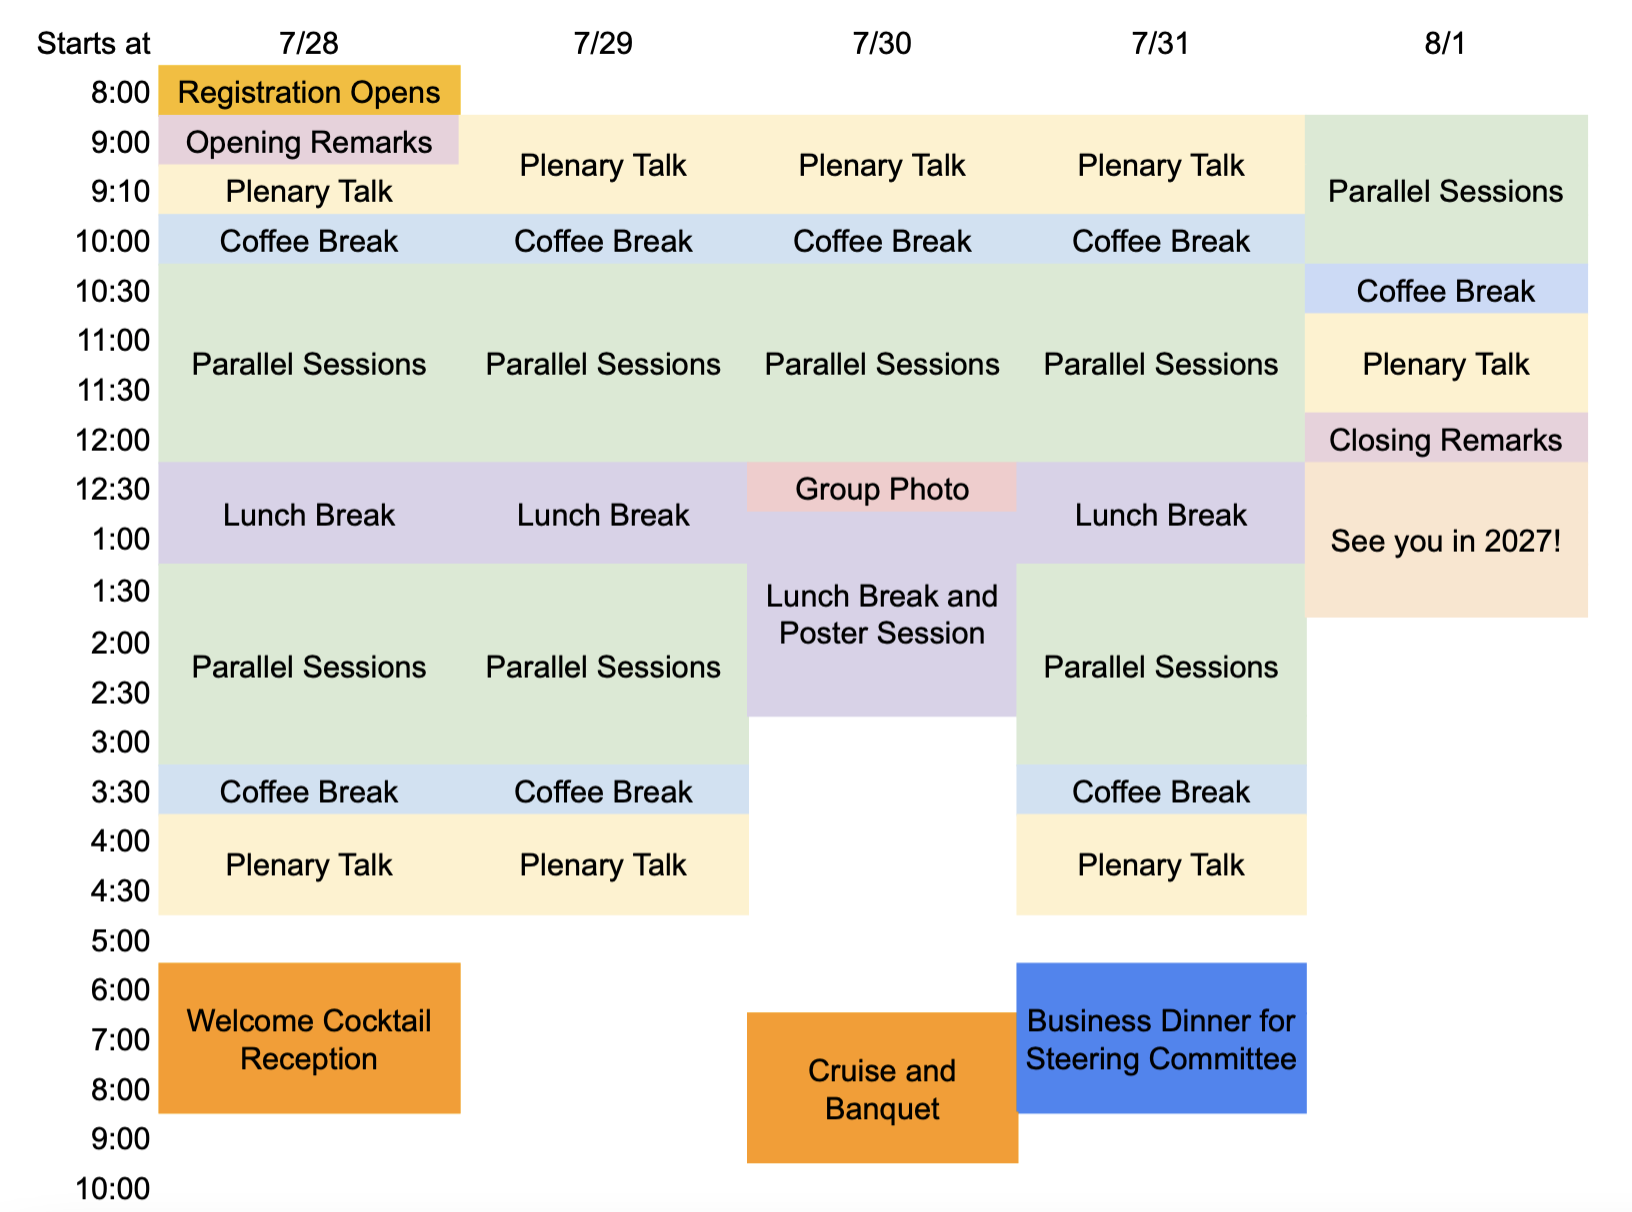 Starts at 7/28 7/29 7/30 7/31 8/1
8:00 Registration Opens
9:00 Opening Remarks
Plenary Talk Plenary Talk Plenary Talk
9:10 Plenary Talk Parallel Sessions
10:00 Coffee Break Coffee Break Coffee Break Coffee Break
10:30 Coffee Break
11:00
Parallel Sessions Parallel Sessions Parallel Sessions Parallel Sessions Plenary Talk
11:30
12:00 Closing Remarks
12:30 Group Photo
Lunch Break Lunch Break Lunch Break
1:00 See you in 2027!
1:30 Lunch Break and
2:00 Poster Session
Parallel Sessions Parallel Sessions Parallel Sessions
2:30
3:00
3:30 Coffee Break Coffee Break Coffee Break
4:00
Plenary Talk Plenary Talk Plenary Talk
4:30
5:00
6:00
Welcome Cocktail Business Dinner for
7:00
Reception Steering Committee
Cruise and
8:00
Banquet
9:00
10:00